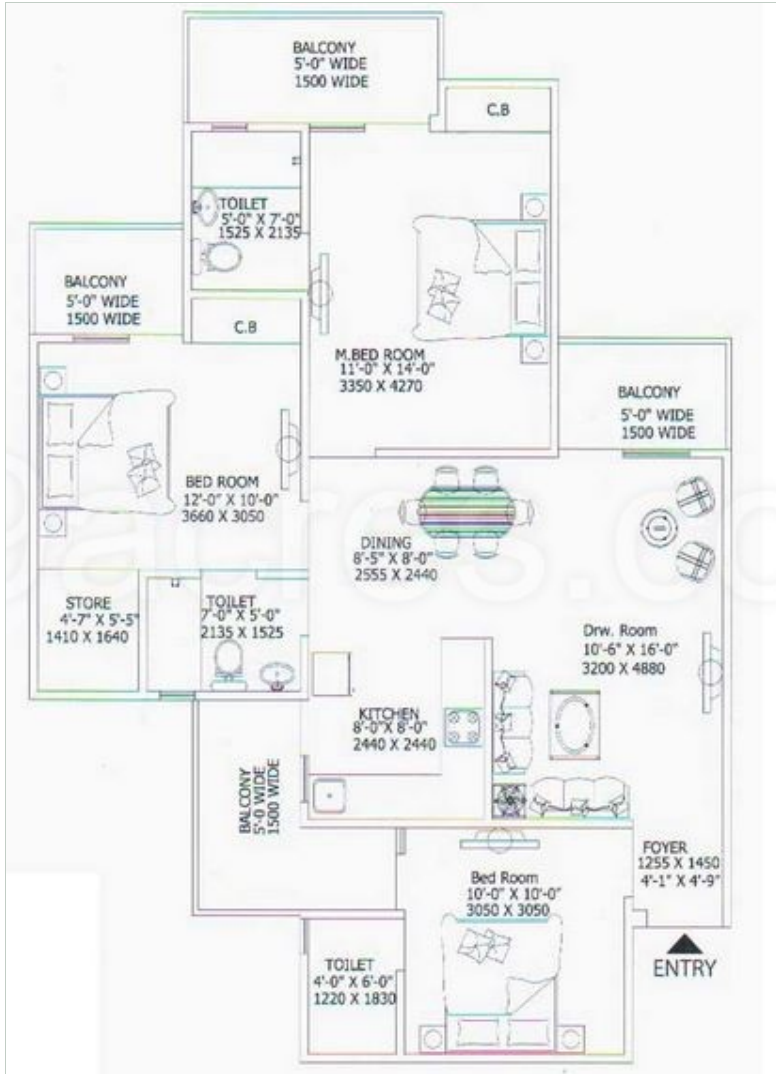 BALCONY
5'-0" WIDE
1500 WIDE
C.B
TOILET
5'-0" X 7'-0"
1525 X 2135
BALCONY
5'-0" WIDE
1500 WIDE
C.B
M.BED ROOM
11'-0" X 14'-0"
3350 X 4270
BALCONY
5'-0" WIDE
1500 WIDE
BED ROOM
12'-0" X 10'-0"
3660 X 3050
DINING
8'-5" X 8'-0"
2555 X 2440
STORE
4'-7" X 5'-5"
1410 X 1640
TOILET
7'-0" X 5'-0"
2135 X 1525
Drw. Room
10'-6" X 16'-0"
3200 X 4880
KITCHEN
8'-0"X 8'-0"
2440 X 2440
BALCONY
5'-0 WIDE
1500 WIDE
FOYER
1255 X 1450
4'-1" X 4'-9"
Bed Room
10'-0" X 10'-0"
3050 X 3050
TOILET
4'-0" X 6'-0"
1220 X 1830
ENTRY
acres.co